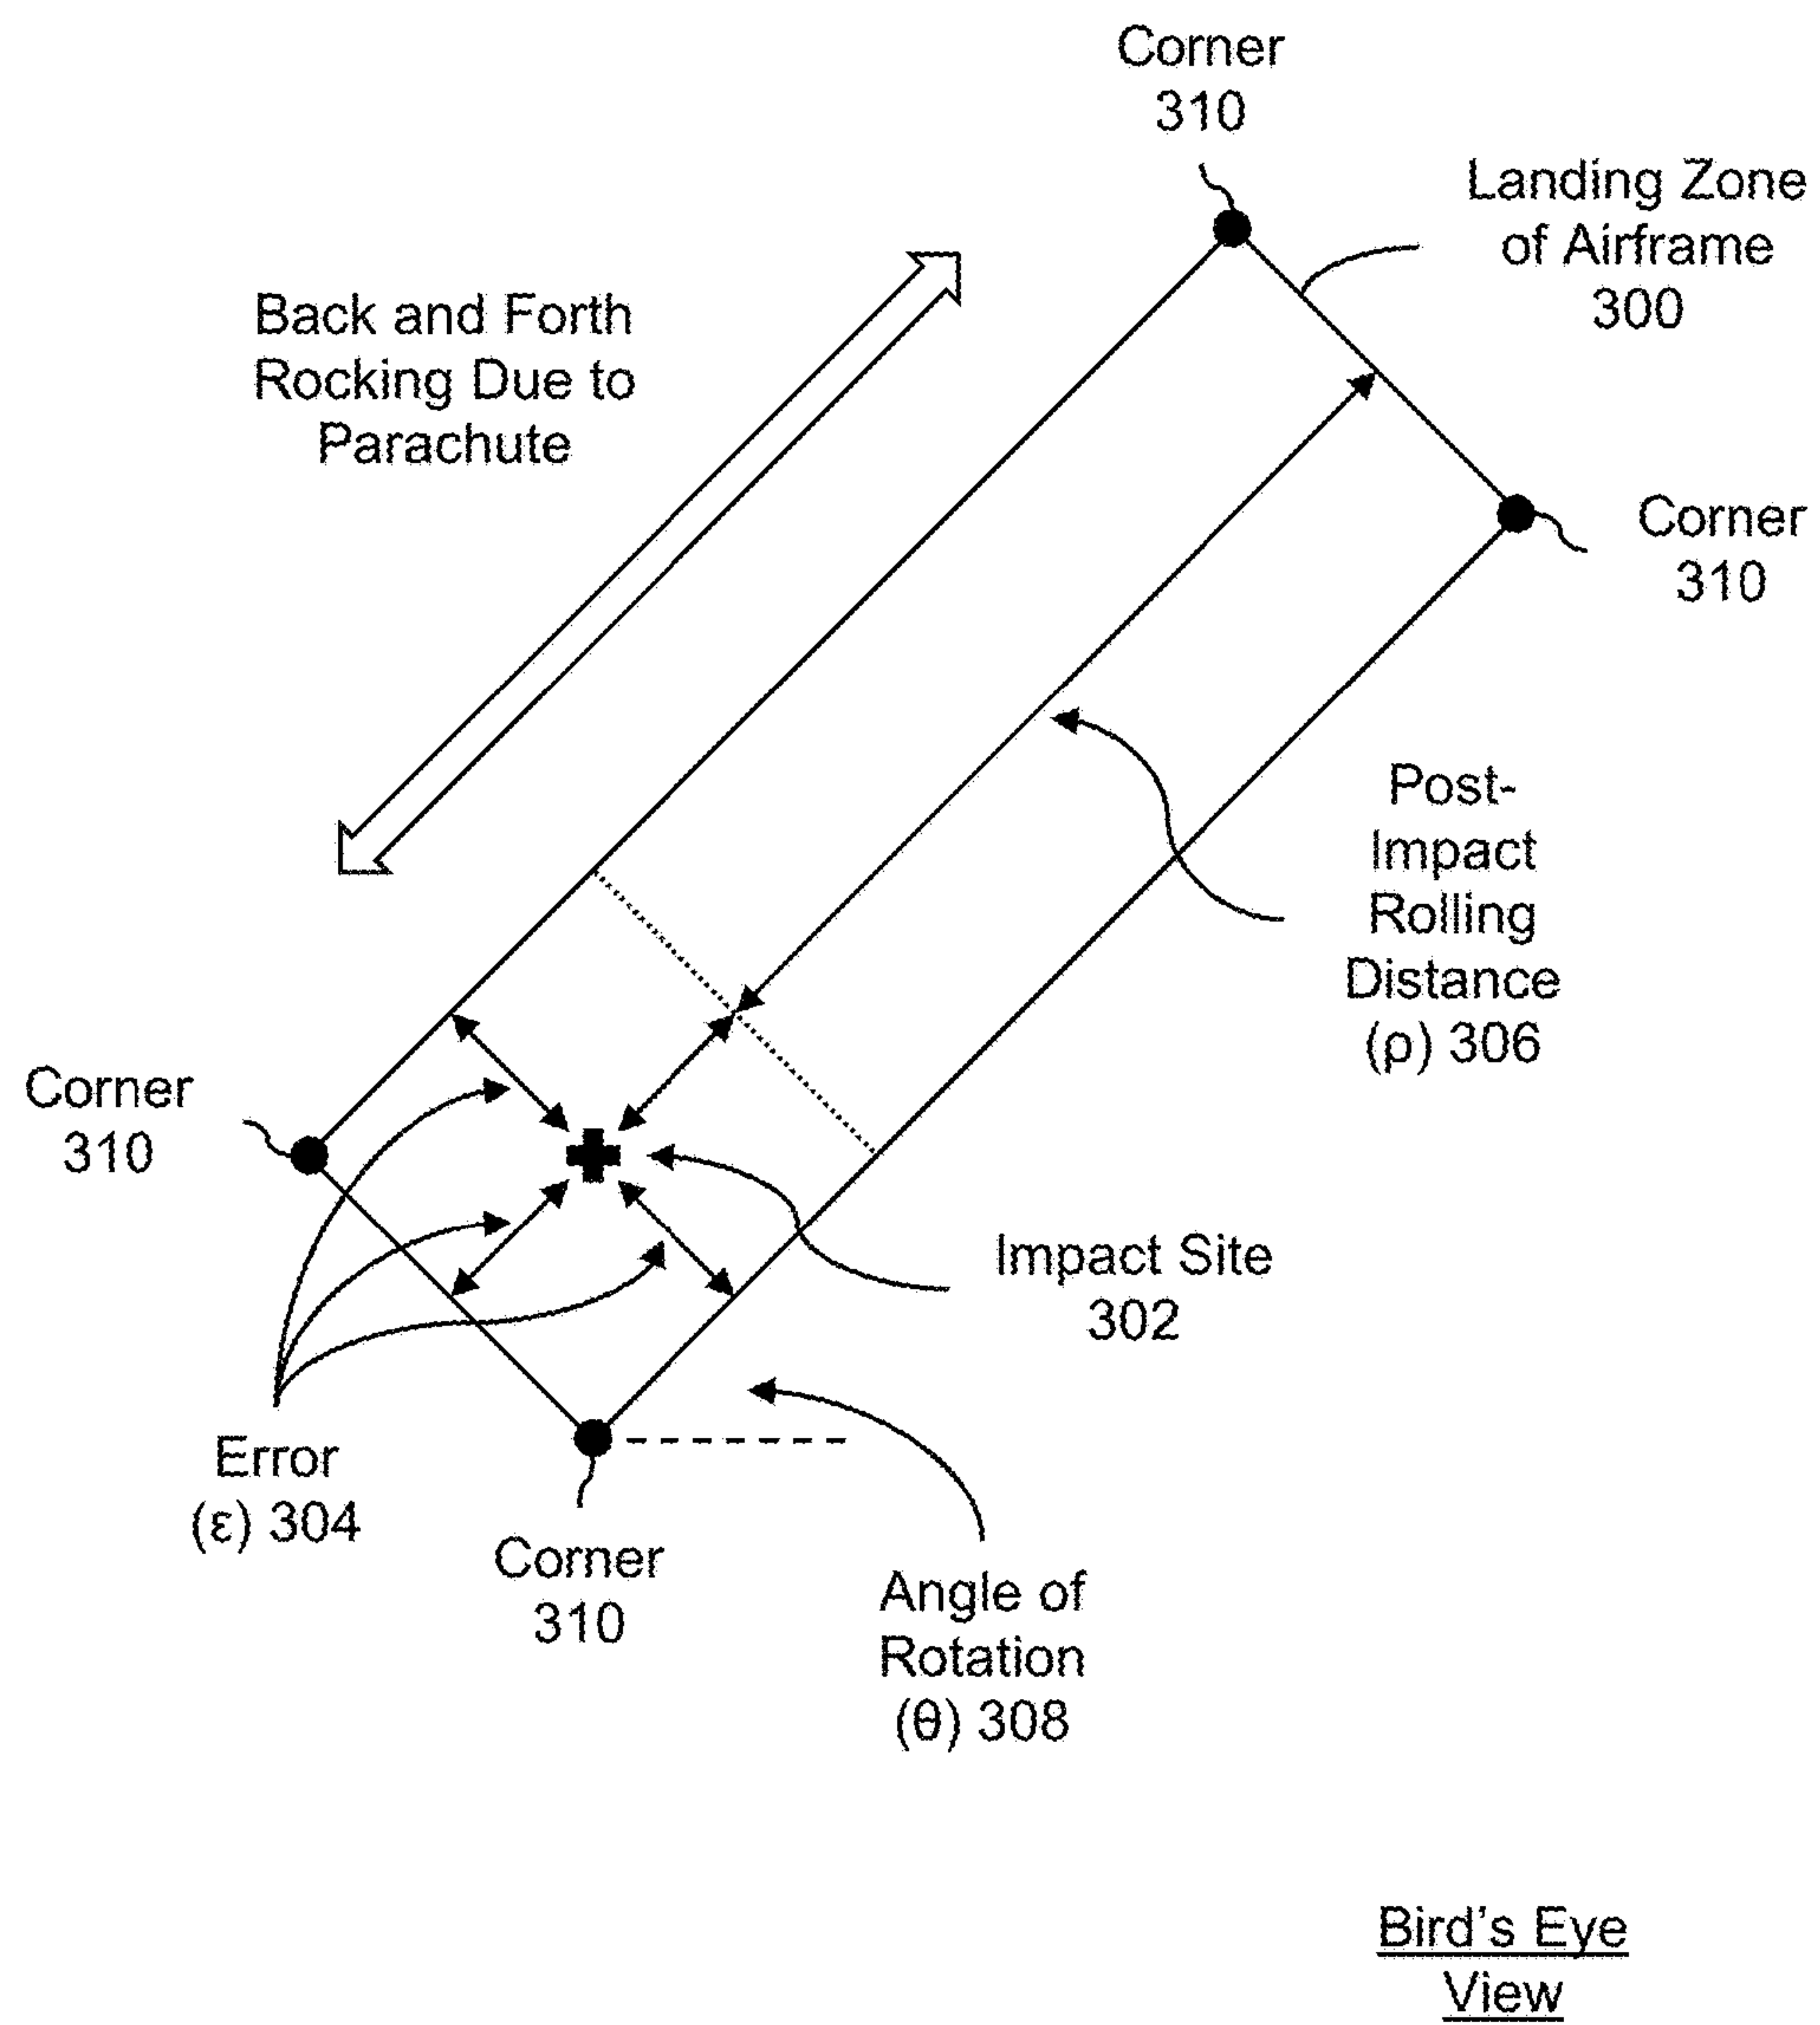 Corner
310
Landing Zone
of Airframe
300
Back and Forth
Rocking Due to
Parachute
Corner
310
Post-
Impact
Rolling
Distance
(ρ) 306
Corner
310
Impact Site
302
Error
(ε) 304
Corner
310
Angle of
Rotation
(θ) 308
Bird's Eye
View